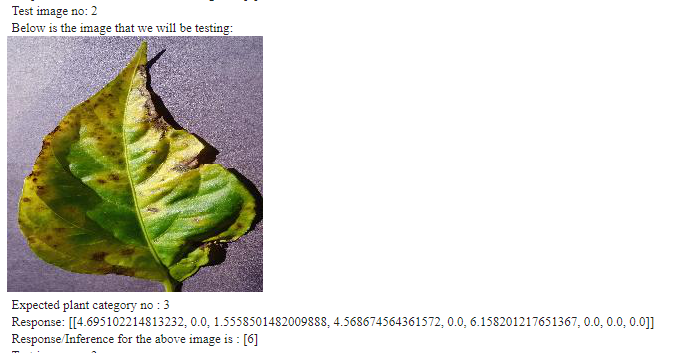 Test image no: 2
Below is the image that we will be testing:
Expected plant category no : 3
Response: [[4.695102214813232, 0.0, 1.5558501482009888, 4.568674564361572, 0.0, 6.158201217651367, 0.0, 0.0, 0.0]]
Response/Inference for the above image is : [6]